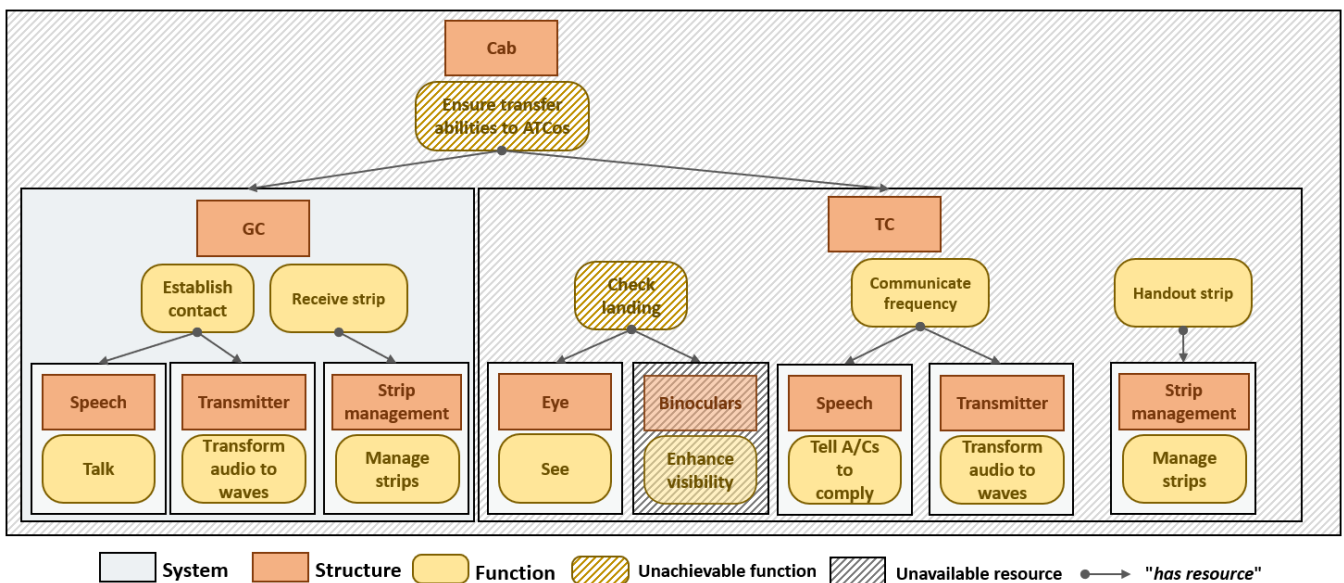 Cab
Ensure transfer
abilities to ATCos
GC
Establish
contact
Receive strip
Speech
Talk
Transmitter
Transform
audio to
waves
Strip
management
Manage
strips
TC
Check
landing
Communicate
frequency
Handout strip
Eye
See
Binoculars
Enhance
visibility
Speech
Tell A/Cs
to
comply
Transmitter
Transform
audio to
waves
Strip
management
Manage
strips
System
Structure
Function
Unachievable function
Unavailable resource
"has resource"